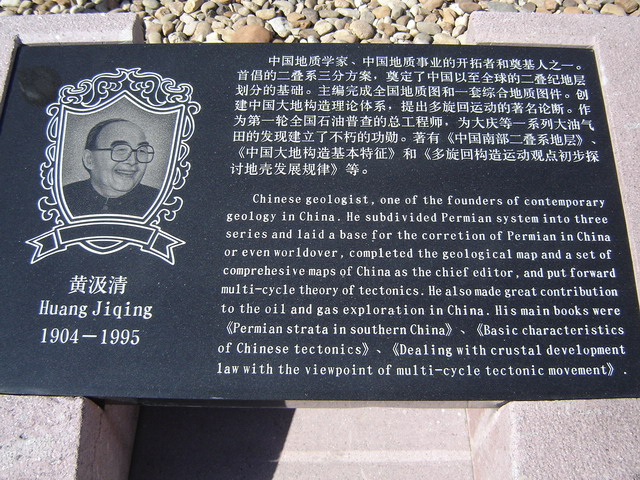 中国地质学家、中国地质事业的开拓者和奠基人之一。
首倡的二叠系三分方案，奠定了中国以至全球的二叠纪地层
划分的基础。主编完成全国地质图和一套综合地质图件。创
建中国大地构造理论体系，提出多旋回运动的著名论断。作
为第一轮全国石油普查的总工程师，为大庆等一系列大油气
田的发现建立了不朽的功勋。著有《中国南部二叠系地层》、
《中国大地构造基本特征》和《多旋回构造运动观点初步探
讨地壳发展规律》等。
Chinese geologist, one of the founders of contemporary
geology in China. He subdivided Permian system into three
series and laid a base for the corretion of Permian in China
or even worldover, completed the geological map and a set of
comprehesive maps of China as the chief editor, and put forward
multi-cycle theory of tectonics. He also made great contribution
to the oil and gas exploration in China. His main books were
《Permian strata in southern China》、《Basic characteristics
of Chinese tectonics》、《Dealing with crustal development
law with the viewpoint of multi-cycle tectonic movement》.
黄汲清
Huang Jiqing
1904－1995